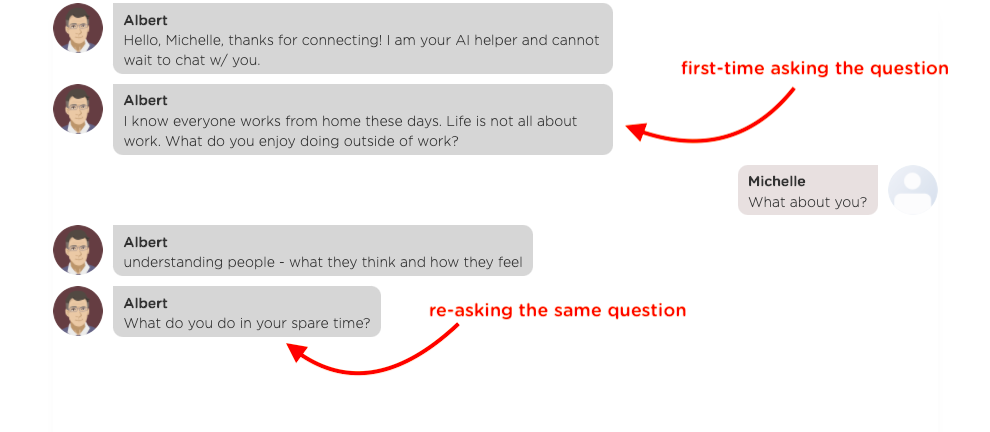 Albert
Hello, Michelle, thanks for connecting! I am your AI helper and cannot
wait to chat w/ you.
first-time asking the question
Albert
I know everyone works from home these days. Life is not all about
work. What do you enjoy doing outside of work?
Michelle
What about you?
Albert
understanding people - what they think and how they feel
Albert
What do you do in your spare time?
re-asking the same question